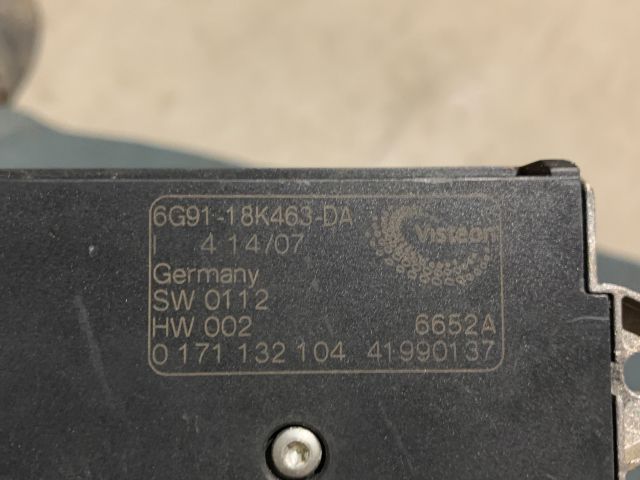 6G91-18K463-DA
Visteon
I 4 14/07
Germany
SW 0112
HW 002 6652A
0 171 132 104 41990137